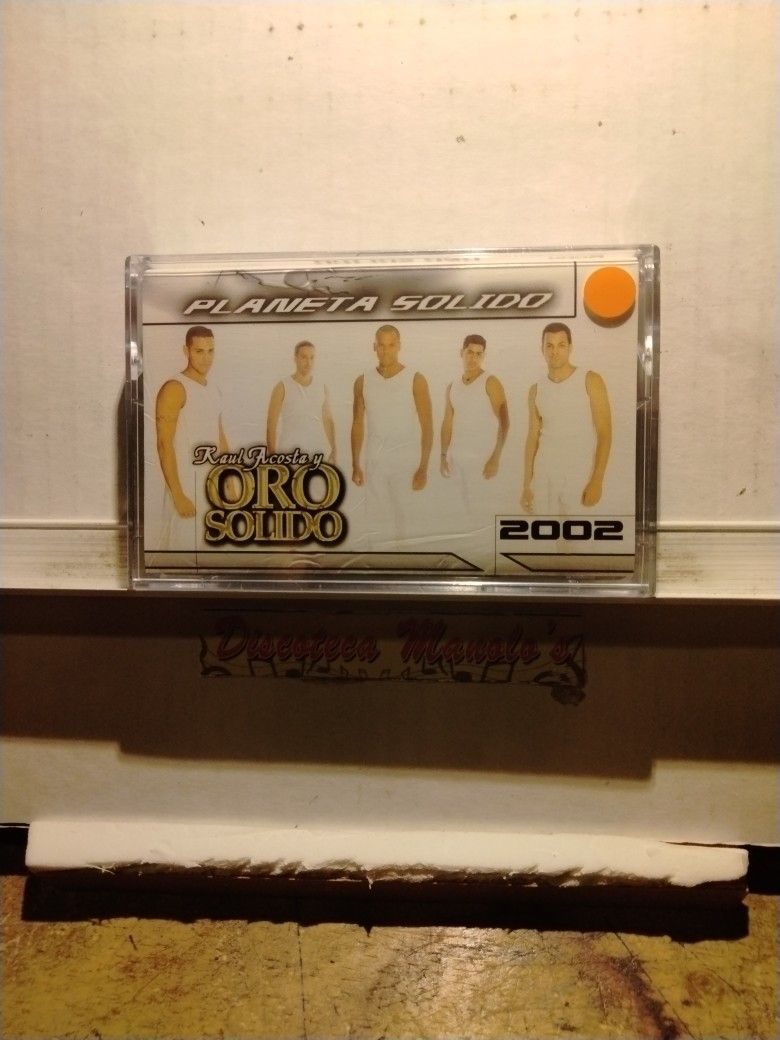 PLANETA SOLIDO
Raul Acosta y
ORO
SOLIDO
2002
Discoteca Manolo's